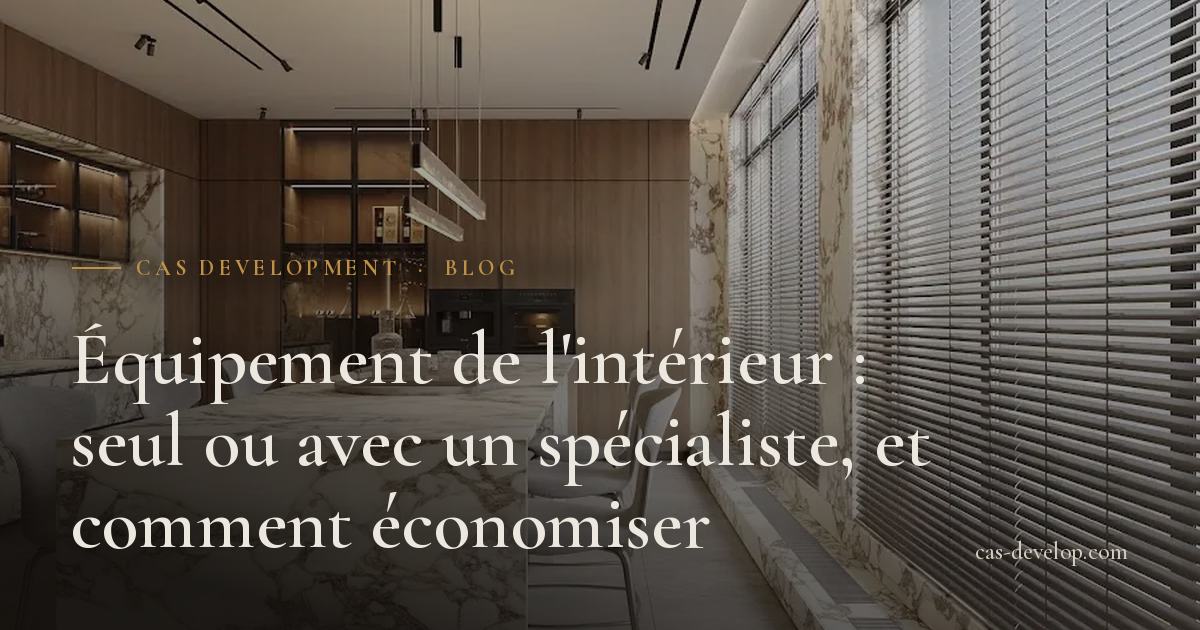 CAS DEVELOPMENT · BLOG
Équipement de l'intérieur :
seul ou avec un spécialiste, et
comment économiser
cas-develop.com